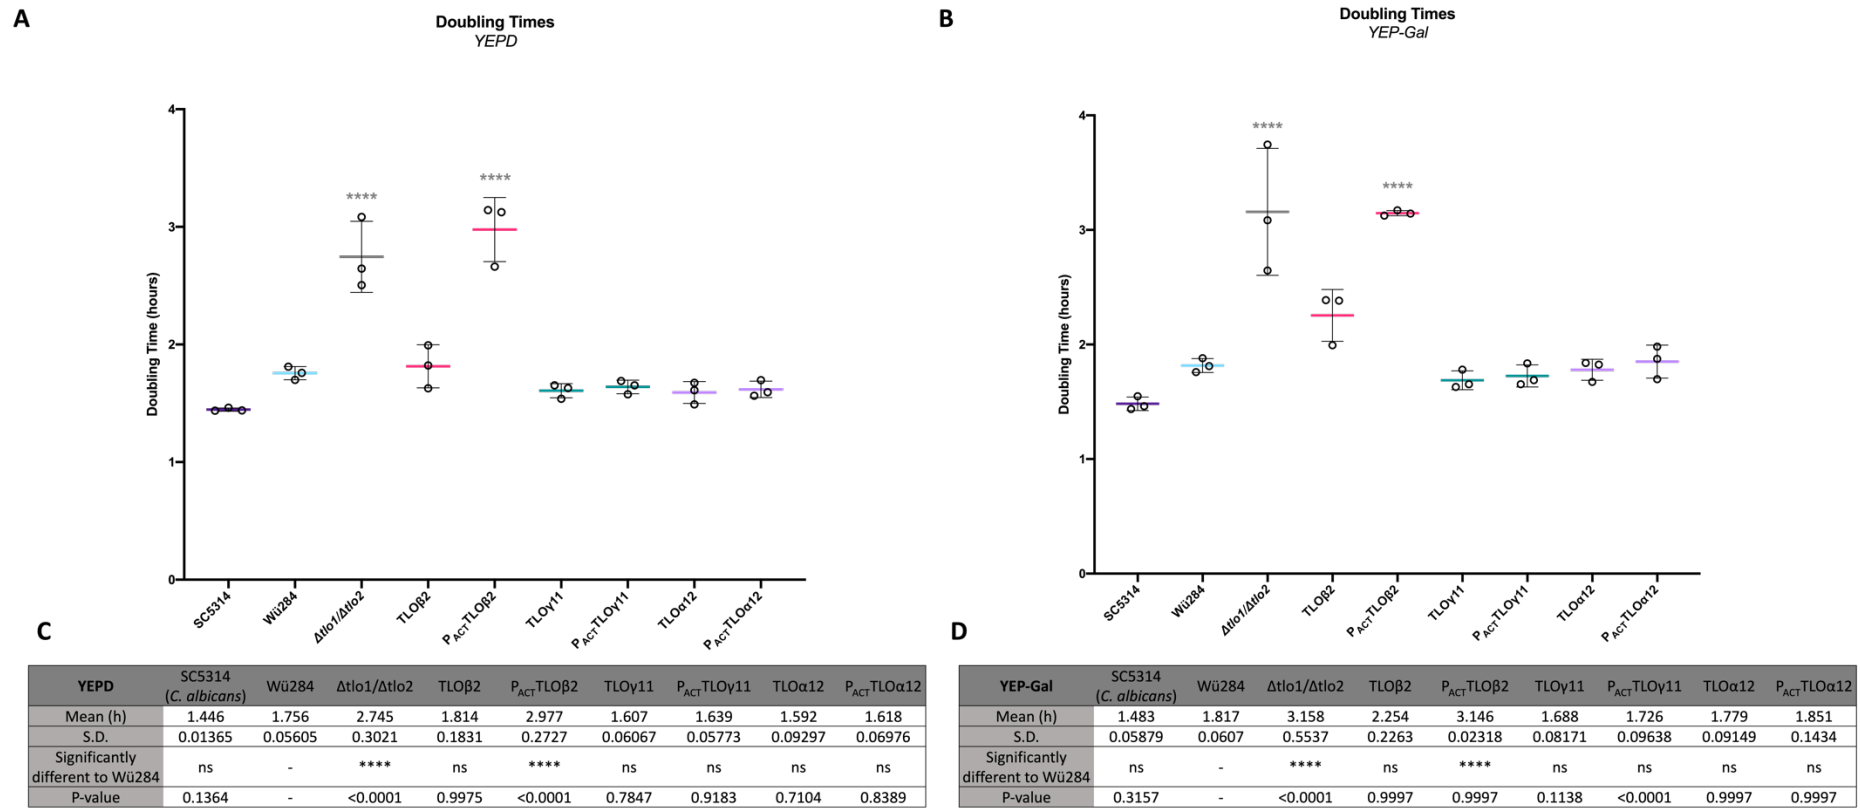 A
Doubling Times
YEPD
Doubling Time (hours)
4
3
2
1
0
****
****
SC5314
Wü284
Δtlo1/Δtlo2
TLOβ2
PACTTLOβ2
TLOγ11
PACTTLOγ11
TLOα12
PACTTLOα12
B
Doubling Times
YEP-Gal
Doubling Time (hours)
4
3
2
1
0
****
****
SC5314
Wü284
Δtlo1/Δtlo2
TLOβ2
PACTTLOβ2
TLOγ11
PACTTLOγ11
TLOα12
PACTTLOα12
C
YEPD SC5314 (C. albicans) Wü284 Δtlo1/Δtlo2 TLOβ2 PACTTLOβ2 TLOγ11 PACTTLOγ11 TLOα12 PACTTLOα12
Mean (h) 1.446 1.756 2.745 1.814 2.977 1.607 1.639 1.592 1.618
S.D. 0.01365 0.05605 0.3021 0.1831 0.2727 0.06067 0.05773 0.09297 0.06976
Significantly different to Wü284 ns - **** ns **** ns ns ns ns
P-value 0.1364 - <0.0001 0.9975 <0.0001 0.7847 0.9183 0.7104 0.8389
D
YEP-Gal SC5314 (C. albicans) Wü284 Δtlo1/Δtlo2 TLOβ2 PACTTLOβ2 TLOγ11 PACTTLOγ11 TLOα12 PACTTLOα12
Mean (h) 1.483 1.817 3.158 2.254 3.146 1.688 1.726 1.779 1.851
S.D. 0.05879 0.0607 0.5537 0.2263 0.02318 0.08171 0.09638 0.09149 0.1434
Significantly different to Wü284 ns - **** ns **** ns ns ns ns
P-value 0.3157 - <0.0001 0.9997 0.9997 0.1138 <0.0001 0.9997 0.9997